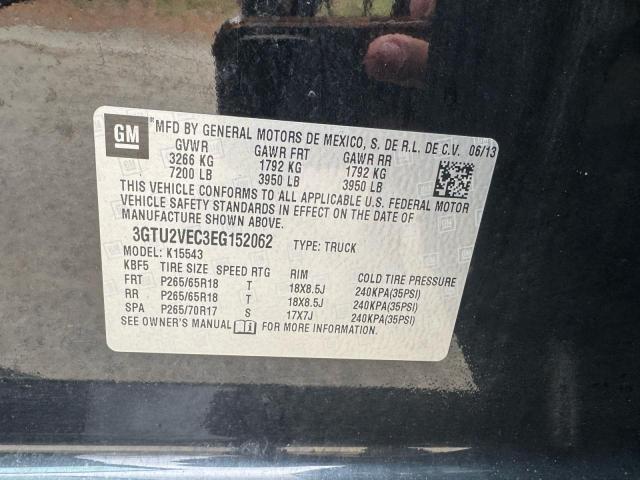 GM
MFD BY GENERAL MOTORS DE MEXICO, S. DE R.L. DE C.V. 06/13
GVWR GAWR FRT GAWR RR
3266 KG 1792 KG 1792 KG
7200 LB 3950 LB 3950 LB
THIS VEHICLE CONFORMS TO ALL APPLICABLE U.S. FEDERAL MOTOR
VEHICLE SAFETY STANDARDS IN EFFECT ON THE DATE OF
MANUFACTURE SHOWN ABOVE.
3GTU2VEC3EG152062 TYPE: TRUCK
MODEL: K15543
KBF5 TIRE SIZE SPEED RTG RIM COLD TIRE PRESSURE
FRT P265/65R18 T 18X8.5J 240KPA(35PSI)
RR P265/65R18 T 18X8.5J 240KPA(35PSI)
SPA P265/70R17 S 17X7J 240KPA(35PSI)
SEE OWNER'S MANUAL FOR MORE INFORMATION.